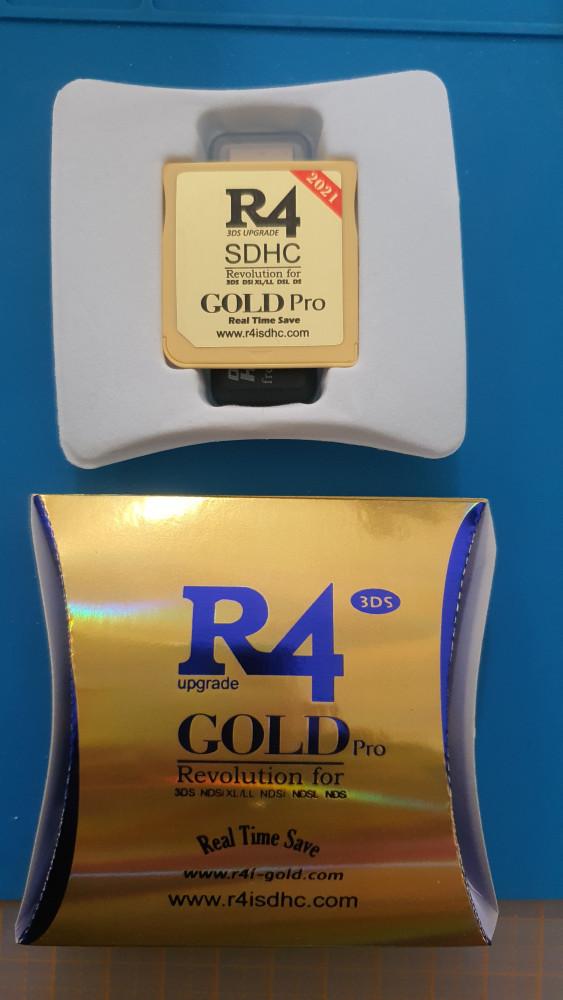 2021
R4
3DS UPGRADE
SDHC
Revolution for
3DS DSI XL/LL DSL DS
GOLD Pro
Real Time Save
www.r4isdhc.com
R4 3DS
upgrade
GOLD Pro
Revolution for
3DS NDSiXL/LL NDSi NDSL NDS
Real Time Save
www.r4i-gold.com
www.r4isdhc.com